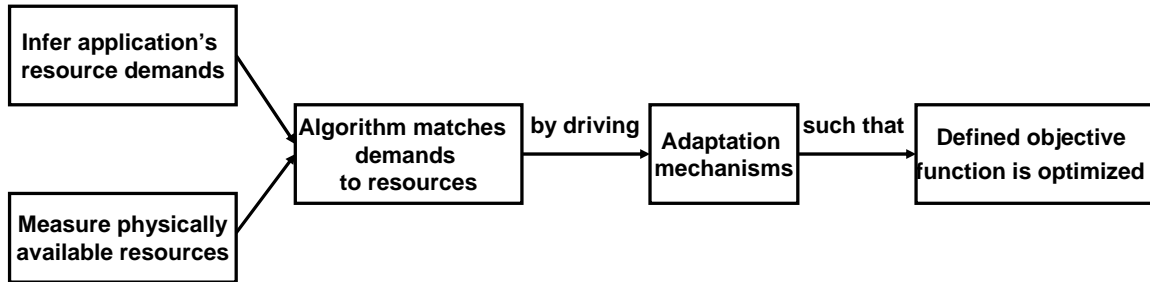 Infer application’s
resource demands
Measure physically
available resources
Algorithm matches
demands
to resources
by driving
Adaptation
mechanisms
such that
Defined objective
function is optimized